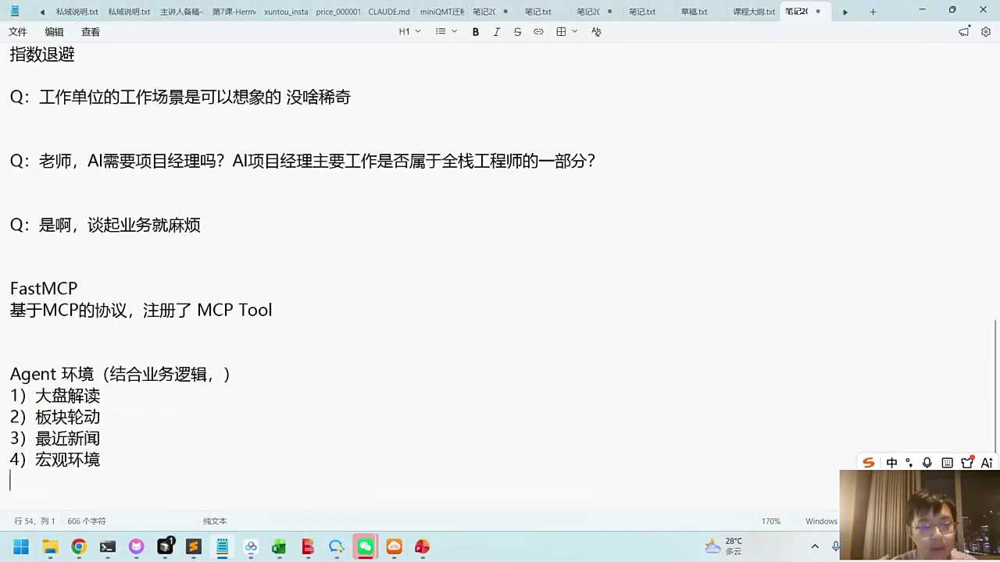 私域说明.txt 私域说明.txt 主讲人备稿- 第7课-Herm xuntou_insta price_000001 CLAUDE.md miniQMT迁移 笔记20 笔记.txt 笔记20 笔记.txt 草稿.txt 课程大纲.txt 笔记20
文件 编辑 查看 H1 B I S
指数退避
Q：工作单位的工作场景是可以想象的 没啥稀奇
Q：老师，AI需要项目经理吗？AI项目经理主要工作是否属于全栈工程师的一部分？
Q：是啊，谈起业务就麻烦
FastMCP
基于MCP的协议，注册了 MCP Tool
Agent 环境（结合业务逻辑，）
1）大盘解读
2）板块轮动
3）最近新闻
4）宏观环境
中
行 54，列 1 606 个字符 纯文本 170% Windows
28°C
多云